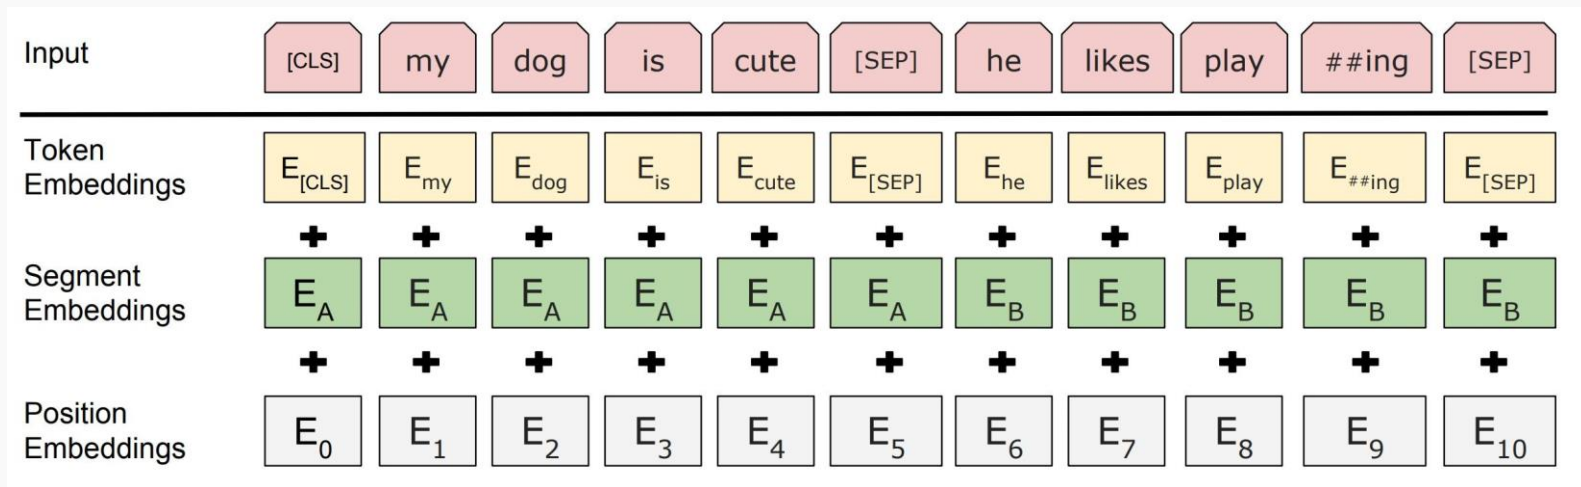 Input [CLS] my dog is cute [SEP] he likes play ##ing [SEP]
Token
Embeddings E[CLS] Emy Edog Eis Ecute E[SEP] Ehe Elikes Eplay E##ing E[SEP]
+ + + + + + + + + + +
Segment
Embeddings EA EA EA EA EA EA EB EB EB EB EB
+ + + + + + + + + + +
Position
Embeddings E0 E1 E2 E3 E4 E5 E6 E7 E8 E9 E10